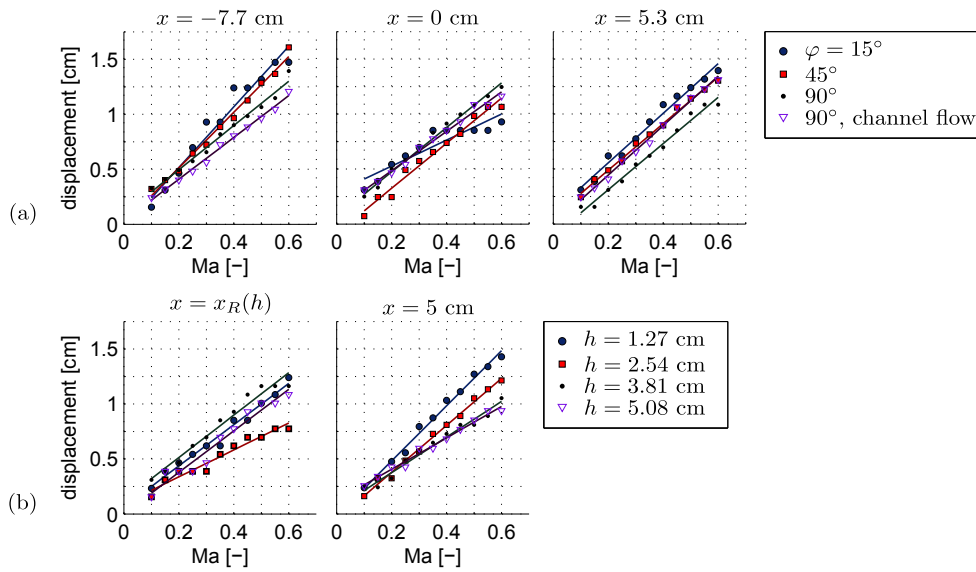 x = −7.7 cm
x = 0 cm
x = 5.3 cm
displacement [cm]
1.5
1
0.5
0
0 0.2 0.4 0.6
0 0.2 0.4 0.6
0 0.2 0.4 0.6
Ma [−]
Ma [−]
Ma [−]
φ = 15°
45°
90°
90°, channel flow
(a)
x = x_R(h)
x = 5 cm
displacement [cm]
1.5
1
0.5
0
0 0.2 0.4 0.6
0 0.2 0.4 0.6
Ma [−]
Ma [−]
h = 1.27 cm
h = 2.54 cm
h = 3.81 cm
h = 5.08 cm
(b)